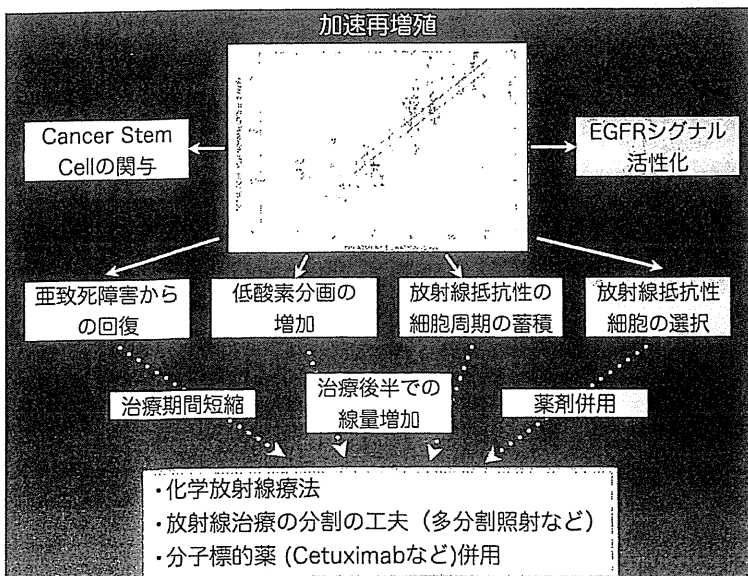 加速再増殖
Cancer Stem
Cellの関与
EGFRシグナル
活性化
亜致死障害から
の回復
低酸素分画の
増加
放射線抵抗性の
細胞周期の蓄積
放射線抵抗性
細胞の選択
治療期間短縮
治療後半での
線量増加
薬剤併用
・化学放射線療法
・放射線治療の分割の工夫（多分割照射など）
・分子標的薬 (Cetuximabなど)併用